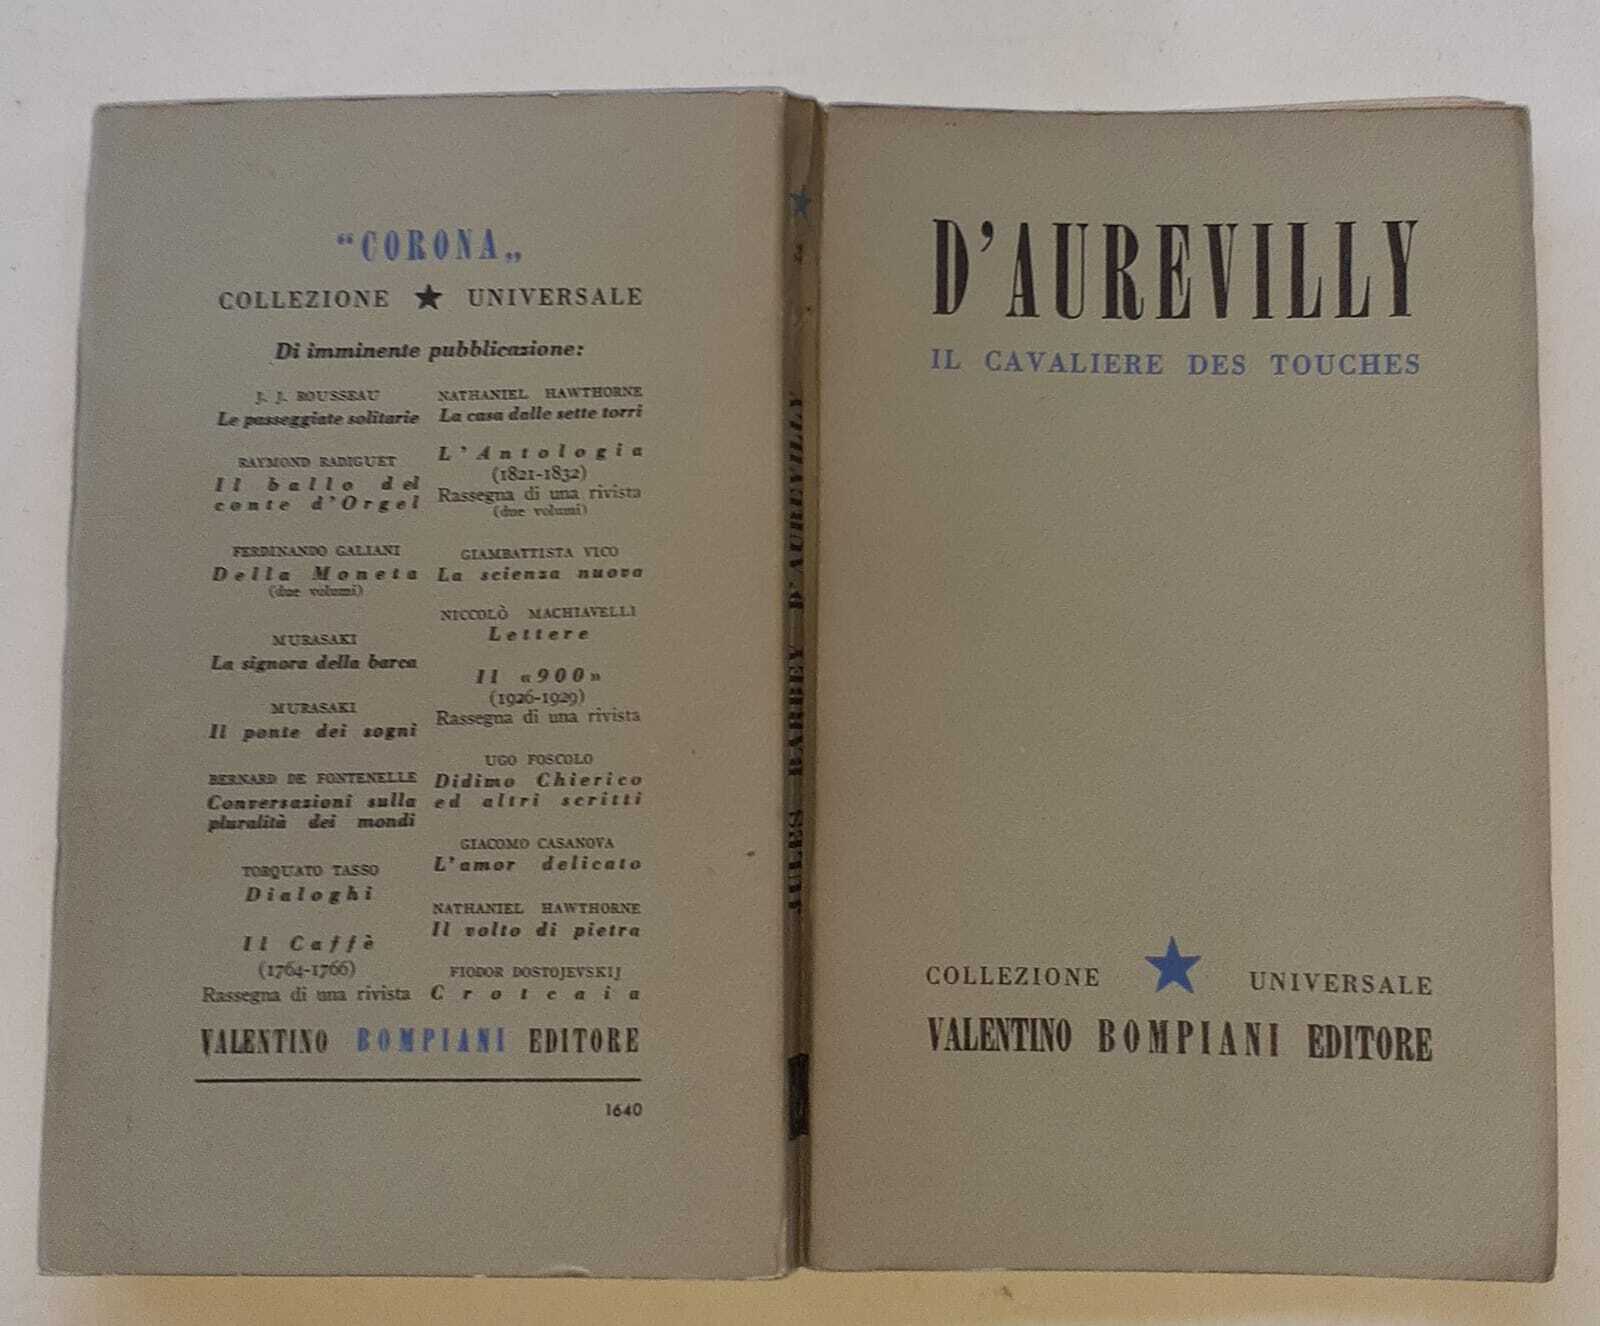 “CORONA„
COLLEZIONE ★ UNIVERSALE
Di imminente pubblicazione:
J. J. ROUSSEAU
Le passeggiate solitarie
RAYMOND RADIGUET
Il ballo del
conte d'Orgel
FERDINANDO GALIANI
Della Moneta
(due volumi)
MURASAKI
La signora della barca
MURASAKI
Il ponte dei sogni
BERNARD DE FONTENELLE
Conversazioni sulla
pluralità dei mondi
TORQUATO TASSO
Dialoghi
Il Caffè
(1764-1766)
Rassegna di una rivista
NATHANIEL HAWTHORNE
La casa dalle sette torri
L'Antologia
(1821-1832)
Rassegna di una rivista
(due volumi)
GIAMBATTISTA VICO
La scienza nuova
NICCOLÒ MACHIAVELLI
Lettere
Il «900»
(1926-1929)
Rassegna di una rivista
UGO FOSCOLO
Didimo Chierico
ed altri scritti
GIACOMO CASANOVA
L'amor delicato
NATHANIEL HAWTHORNE
Il volto di pietra
FIODOR DOSTOJEVSKIJ
Crotcaia
VALENTINO BOMPIANI EDITORE
1640
JULES BARBEY D'AUREVILLY
D'AUREVILLY
IL CAVALIERE DES TOUCHES
COLLEZIONE ★ UNIVERSALE
VALENTINO BOMPIANI EDITORE